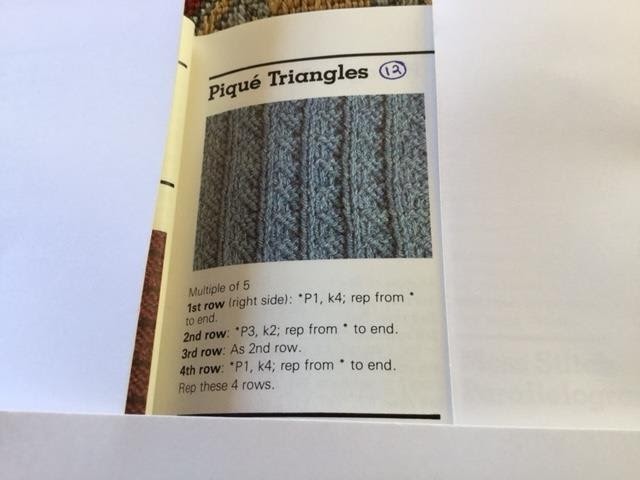 Piqué Triangles 12
Multiple of 5
1st row (right side): *P1, k4; rep from *
to end.
2nd row: *P3, k2; rep from * to end.
3rd row: As 2nd row.
4th row: *P1, k4; rep from * to end.
Rep these 4 rows.